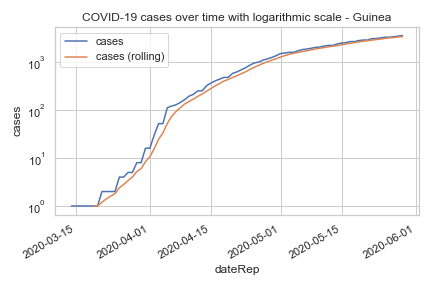 COVID-19 cases over time with logarithmic scale - Guinea
cases
cases (rolling)
10³
10²
10¹
10⁰
cases
2020-03-15
2020-04-01
2020-04-15
2020-05-01
2020-05-15
2020-06-01
dateRep